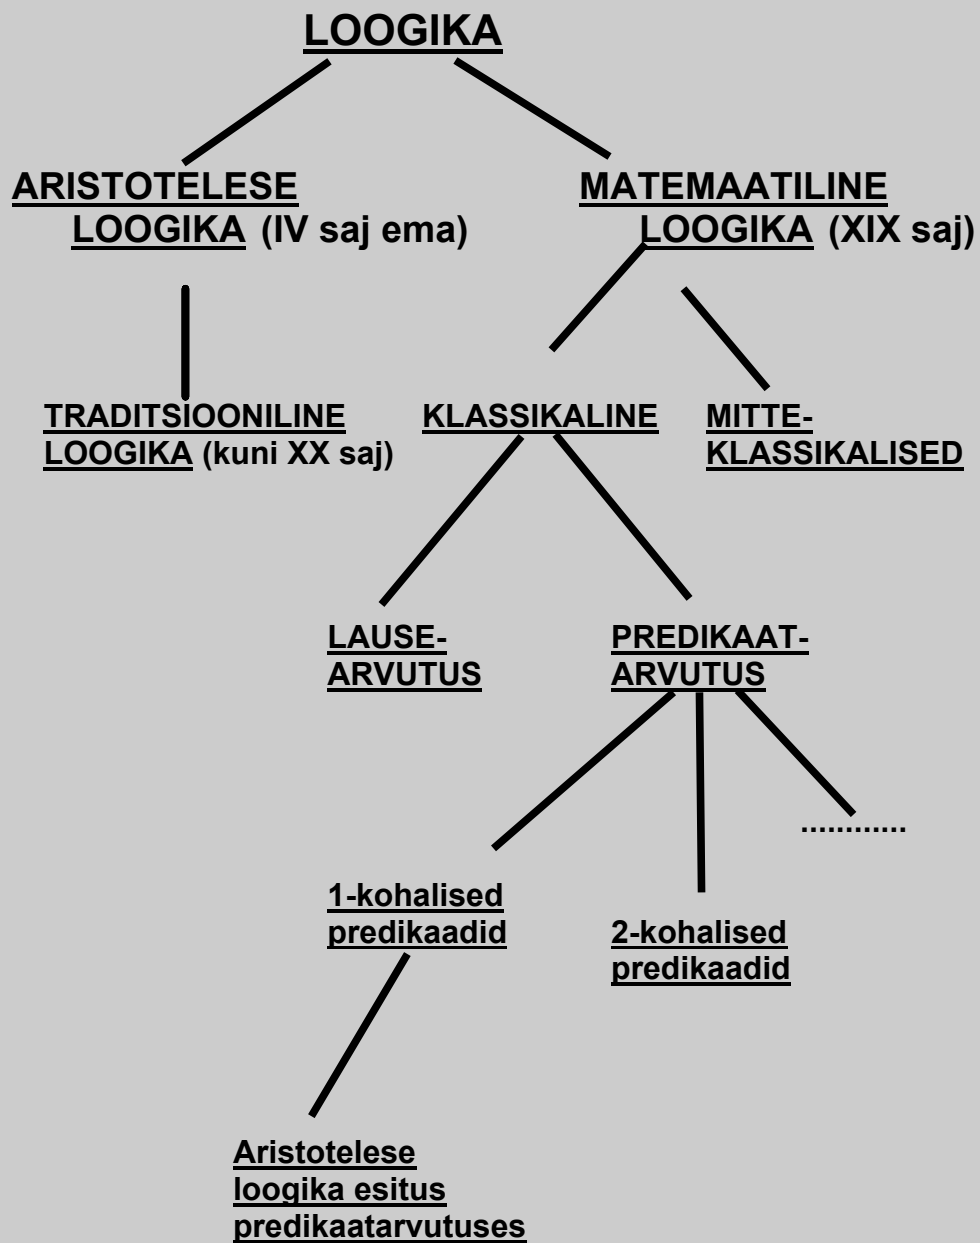 LOOGIKA
ARISTOTELESE
LOOGIKA (IV saj ema)
MATEMAATILINE
LOOGIKA (XIX saj)
TRADITSIOONILINE
LOOGIKA (kuni XX saj)
KLASSIKALINE
MITTE-
KLASSIKALISED
LAUSE-
ARVUTUS
PREDIKAAT-
ARVUTUS
............
1-kohalised
predikaadid
2-kohalised
predikaadid
Aristotelese
loogika esitus
predikaatarvutuses